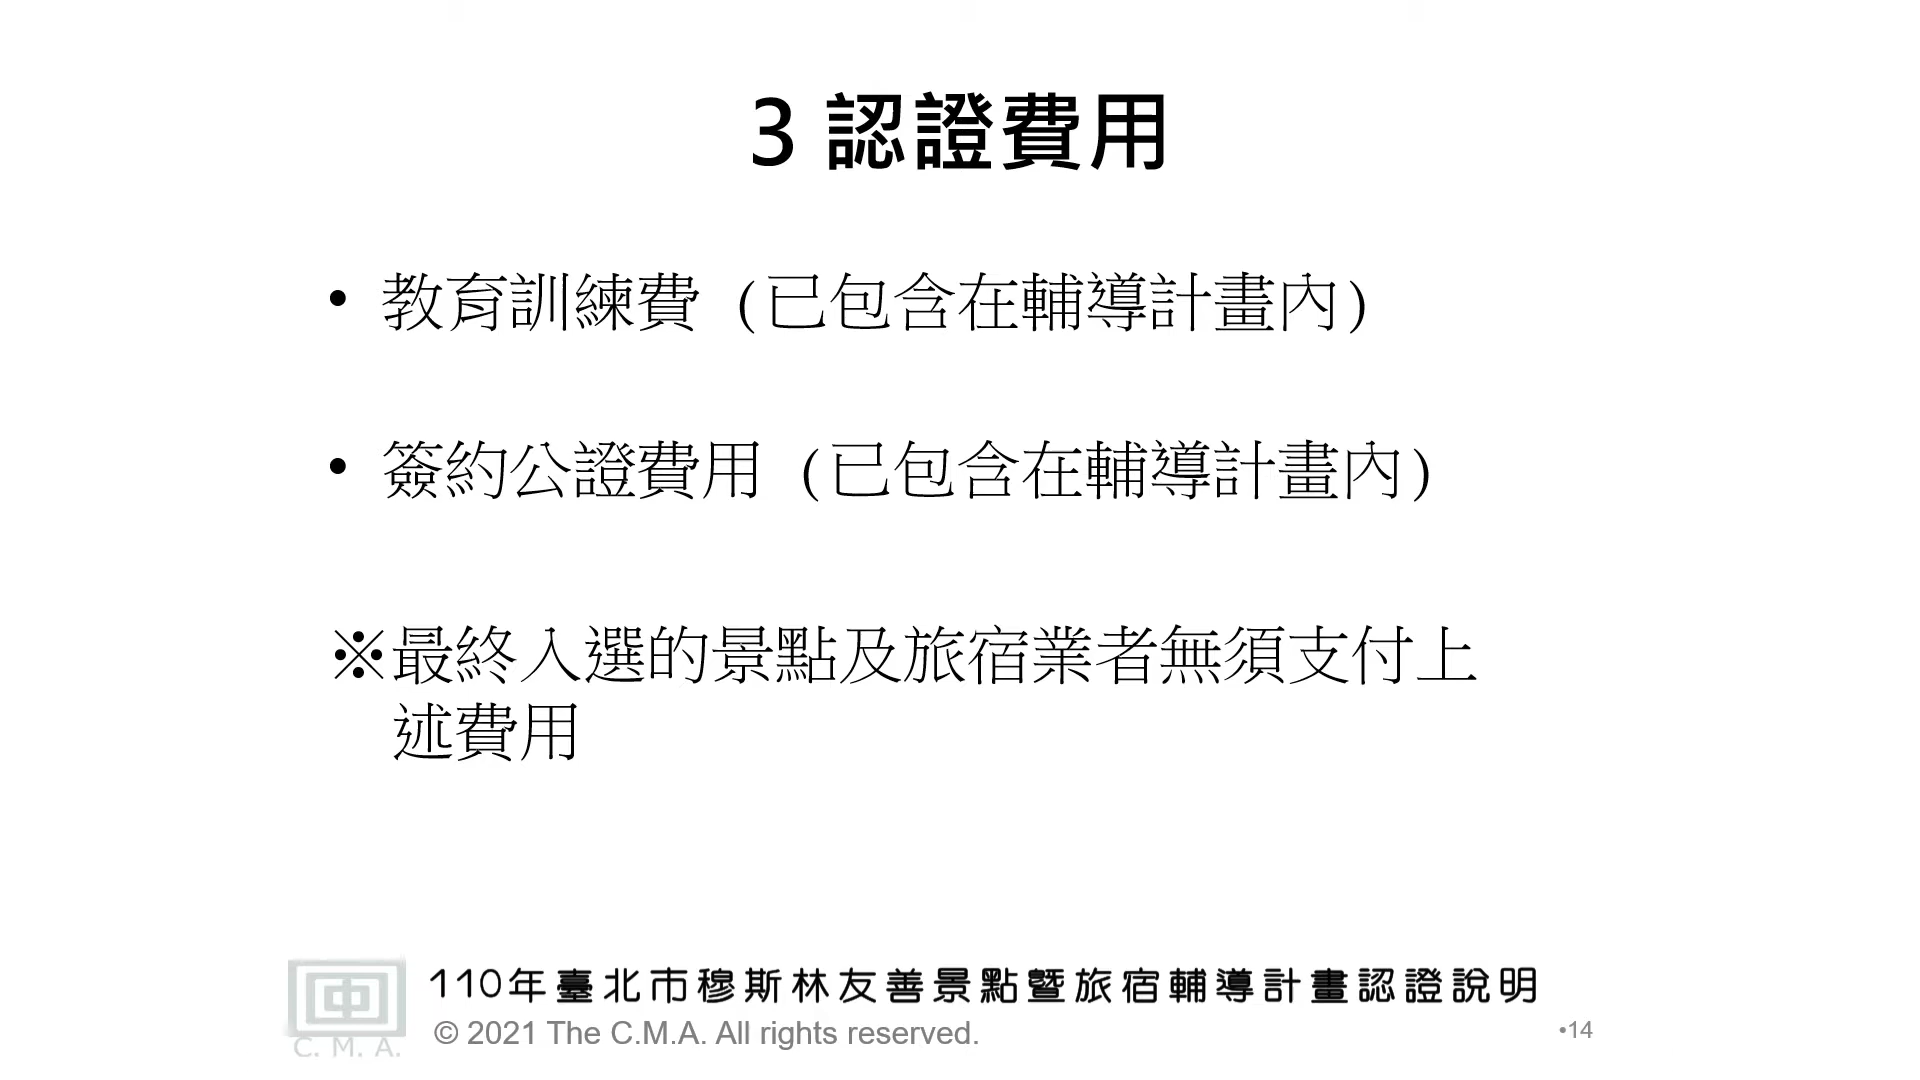 3 認證費用
• 教育訓練費 (已包含在輔導計畫內)
• 簽約公證費用 (已包含在輔導計畫內)
※最終入選的景點及旅宿業者無須支付上
述費用
中
C. M. A.
110年臺北市穆斯林友善景點暨旅宿輔導計畫認證說明
© 2021 The C.M.A. All rights reserved.
•14